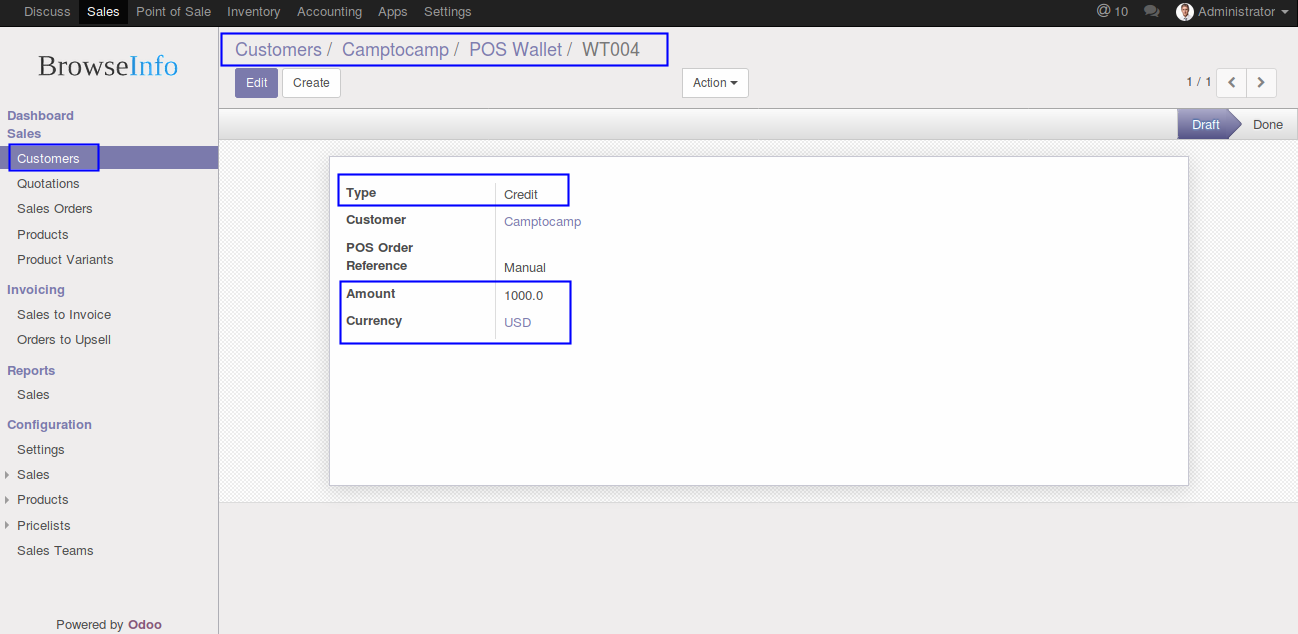 Discuss Sales Point of Sale Inventory Accounting Apps Settings @ 10 Administrator
BrowseInfo
Customers / Camptocamp / POS Wallet / WT004
Edit Create Action 1 / 1
Draft Done
Dashboard
Sales
Customers
Quotations
Sales Orders
Products
Product Variants
Invoicing
Sales to Invoice
Orders to Upsell
Reports
Sales
Configuration
Settings
Sales
Products
Pricelists
Sales Teams
Powered by Odoo
Type Credit
Customer Camptocamp
POS Order
Reference Manual
Amount 1000.0
Currency USD